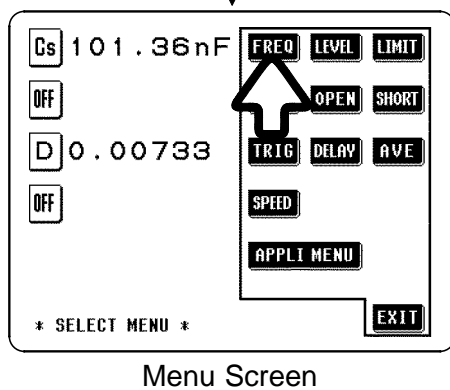 Cs 101.36nF FREQ LEVEL LIMIT
OFF OPEN SHORT
D 0.00733 TRIG DELAY AVE
OFF SPEED
APPLI MENU
* SELECT MENU * EXIT
Menu Screen